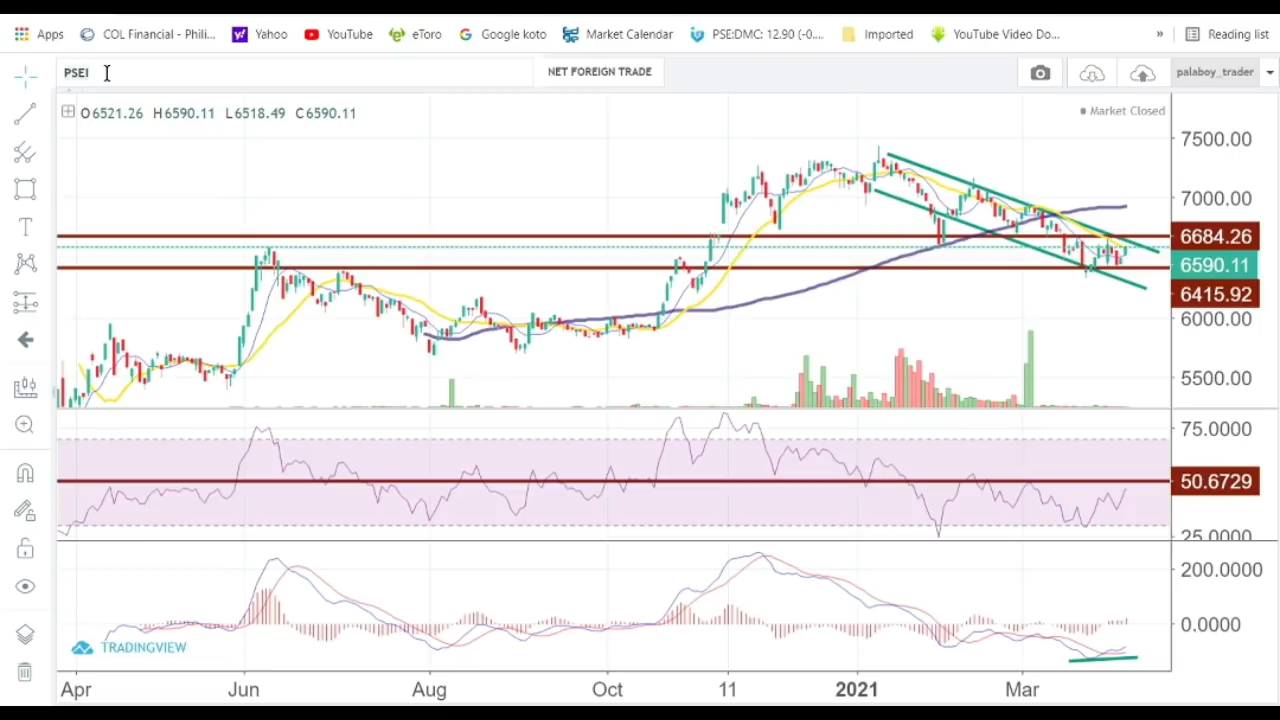 Apps COL Financial - Phili... Yahoo YouTube eToro Google koto Market Calendar PSE:DMC: 12.90 (-0.... Imported YouTube Video Do... » Reading list
PSEI NET FOREIGN TRADE palaboy_trader
O6521.26 H6590.11 L6518.49 C6590.11 Market Closed
7500.00
7000.00
6684.26
6590.11
6415.92
6000.00
5500.00
75.0000
50.6729
25.0000
200.0000
0.0000
TRADINGVIEW
Apr Jun Aug Oct 11 2021 Mar